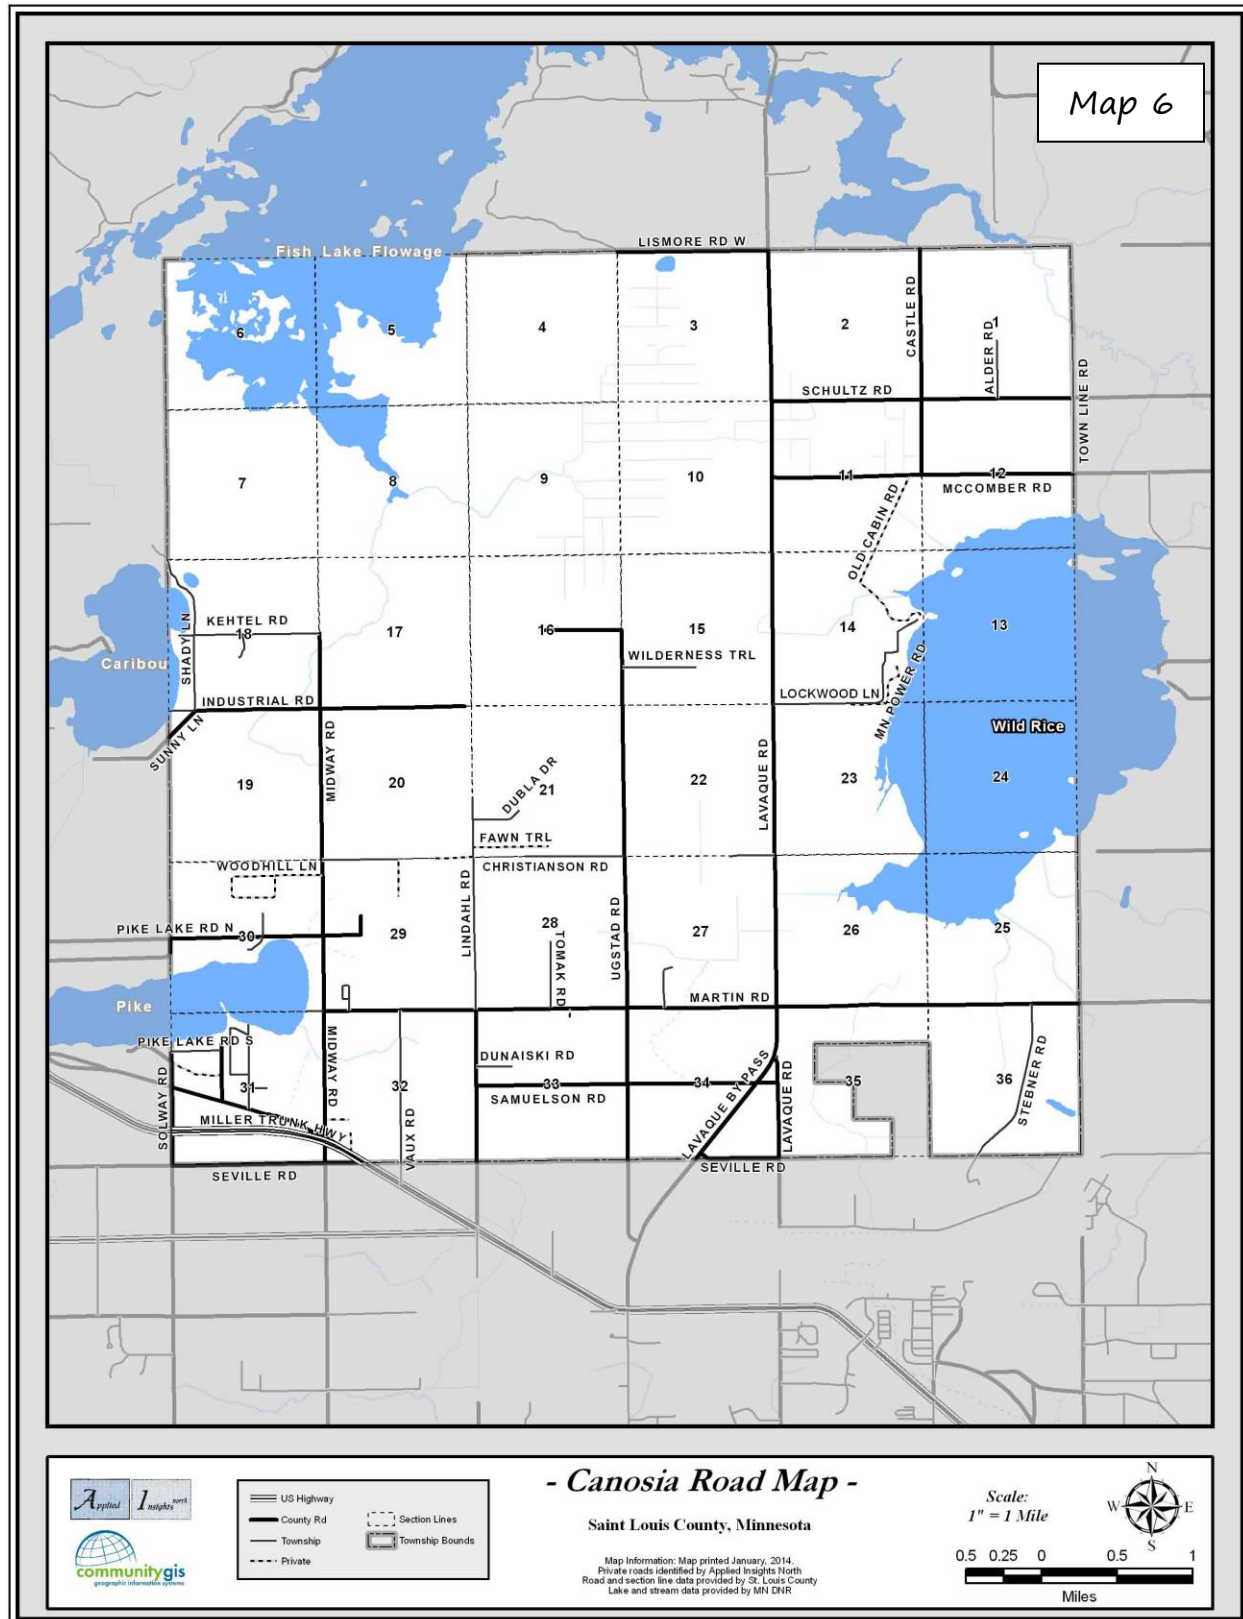 Map 6
Fish Lake Flowage
LISMORE RD W
6
5
4
3
2
1
CASTLE RD
ALDER RD
TOWN LINE RD
SCHULTZ RD
7
8
9
10
11
12
MCCOMBER RD
OLD CABIN RD
SHADY LN
KEHTEL RD
18
17
16
15
14
13
WILDERNESS TRL
Caribou
LOCKWOOD LN
MN POWER RD
INDUSTRIAL RD
SUNNY LN
Wild Rice
MIDWAY RD
LAVAQUE RD
19
20
21
22
23
24
DUBLA DR
FAWN TRL
WOODHILL LN
CHRISTIANSON RD
LINDAHL RD
UGSTAD RD
PIKE LAKE RD N
30
29
28
27
26
25
TOMAK RD
Pike
MARTIN RD
PIKE LAKE RD S
MIDWAY RD
DUNAISKI RD
LAVAQUE BYPASS
LAVAQUE RD
STEBNER RD
31
32
33
34
35
36
SOLWAY RD
SAMUELSON RD
MILLER TRUNK HWY
VAUX RD
SEVILLE RD
SEVILLE RD
Applied Insights north
communitygis
geographic information systems
US Highway
County Rd
Township
Private
Section Lines
Township Bounds
- Canosia Road Map -
Saint Louis County, Minnesota
Map Information: Map printed January, 2014.
Private roads identified by Applied Insights North
Road and section line data provided by St. Louis County
Lake and stream data provided by MN DNR
Scale:
1" = 1 Mile
N
W
E
S
0.5 0.25 0 0.5 1
Miles